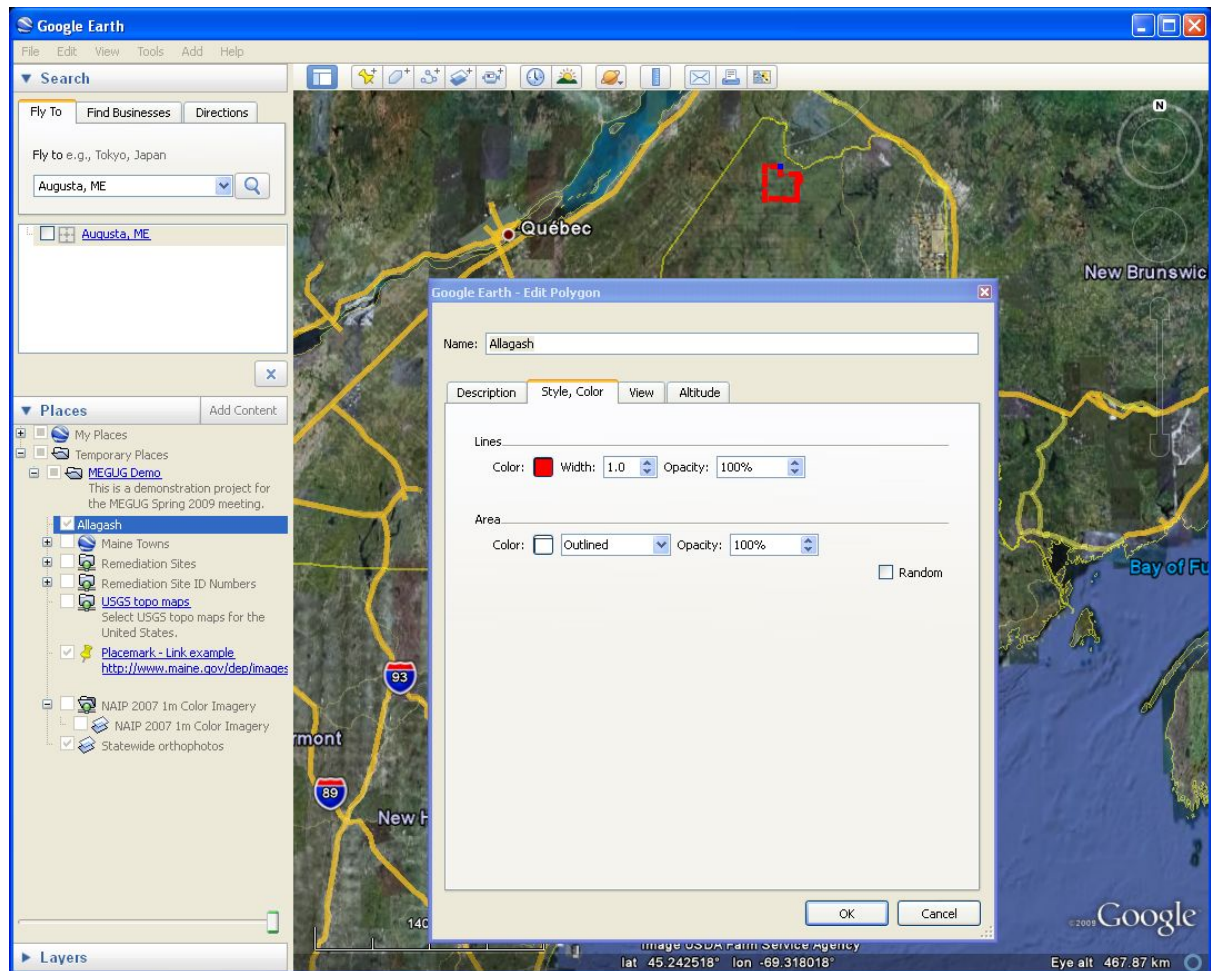 Google Earth
File Edit View Tools Add Help
Search
Fly To Find Businesses Directions
Fly to e.g., Tokyo, Japan
Augusta, ME
Augusta, ME
Places Add Content
My Places
Temporary Places
MEGUG Demo
This is a demonstration project for
the MEGUG Spring 2009 meeting.
Allagash
Maine Towns
Remediation Sites
Remediation Site ID Numbers
USGS topo maps
Select USGS topo maps for the
United States.
Placemark - Link example
http://www.maine.gov/dep/images
NAIP 2007 1m Color Imagery
NAIP 2007 1m Color Imagery
Statewide orthophotos
Layers
N
Québec
New Brunswic
Google Earth - Edit Polygon
Name: Allagash
Description Style, Color View Altitude
Lines
Color: Width: 1.0 Opacity: 100%
Area
Color: Outlined Opacity: 100%
Random
OK Cancel
Bay of Fu
93
rmont
89
New H
140
©2009 Google
Image USDA Farm Service Agency
lat 45.242518° lon -69.318018°
Eye alt 467.87 km